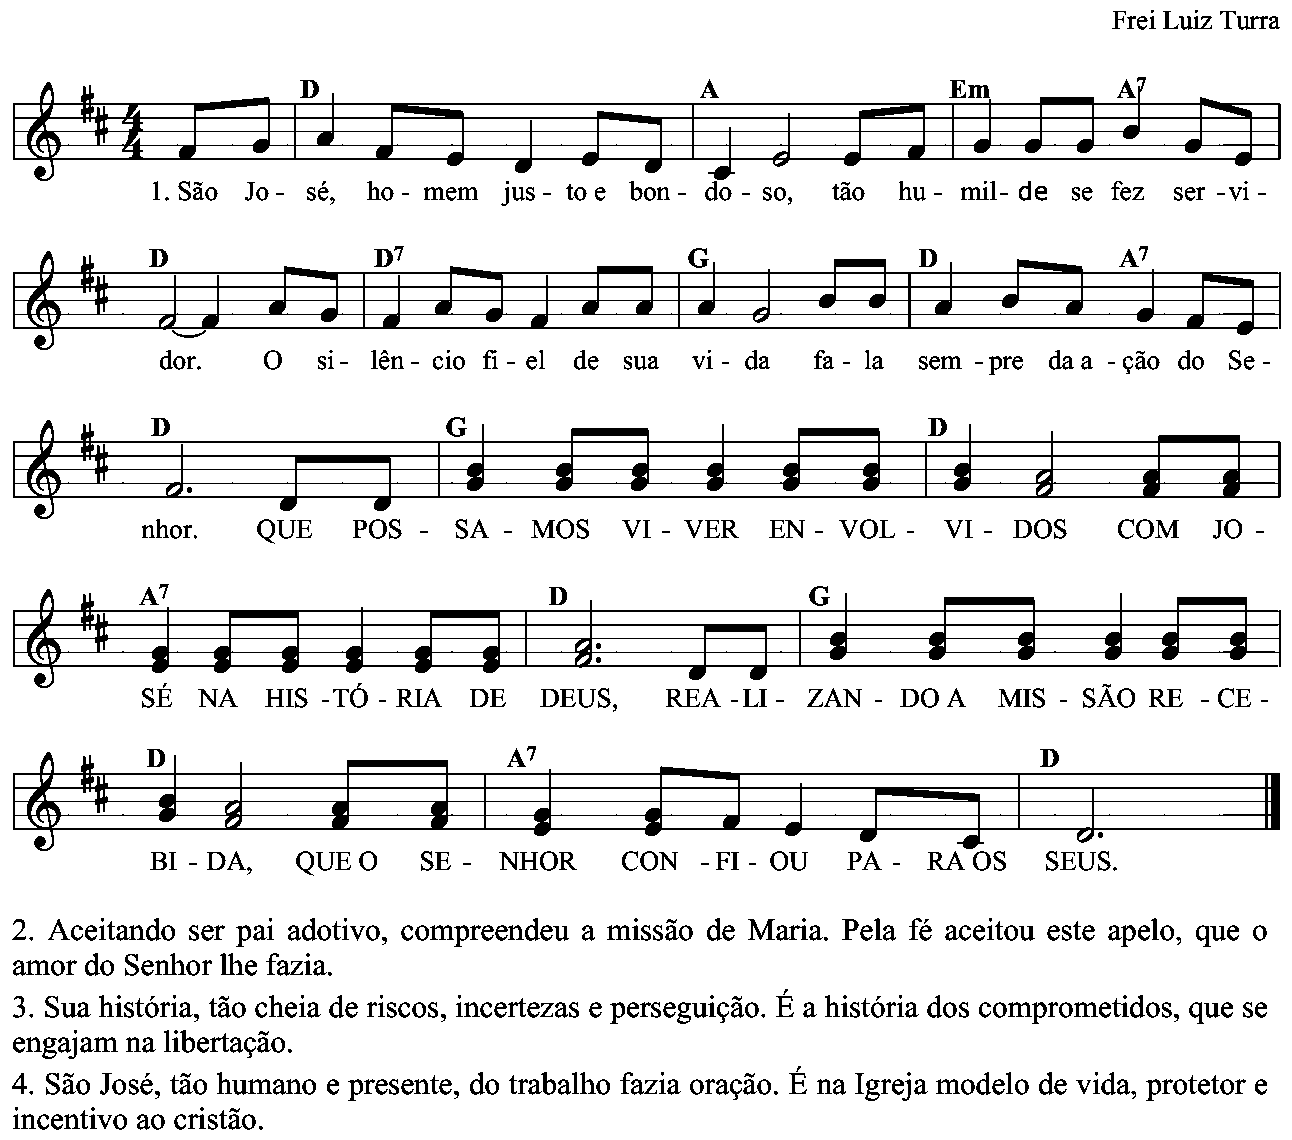 Frei Luiz Turra
D A Em A7
4 4
1. São Jo- sé, ho- mem jus- to e bon- do- so, tão hu- mil- de se fez ser- vi-
D D7 G D A7
dor. O si- lên- cio fi- el de sua vi- da fa- la sem- pre da a- ção do Se-
D G D
nhor. QUE POS- SA- MOS VI- VER EN- VOL- VI- DOS COM JO-
A7 D G
SÉ NA HIS- TÓ- RIA DE DEUS, REA- LI- ZAN- DO A MIS- SÃO RE- CE-
D A7 D
BI- DA, QUE O SE- NHOR CON- FI- OU PA- RA OS SEUS.
2. Aceitando ser pai adotivo, compreendeu a missão de Maria. Pela fé aceitou este apelo, que o
amor do Senhor lhe fazia.
3. Sua história, tão cheia de riscos, incertezas e perseguição. É a história dos comprometidos, que se
engajam na libertação.
4. São José, tão humano e presente, do trabalho fazia oração. É na Igreja modelo de vida, protetor e
incentivo ao cristão.